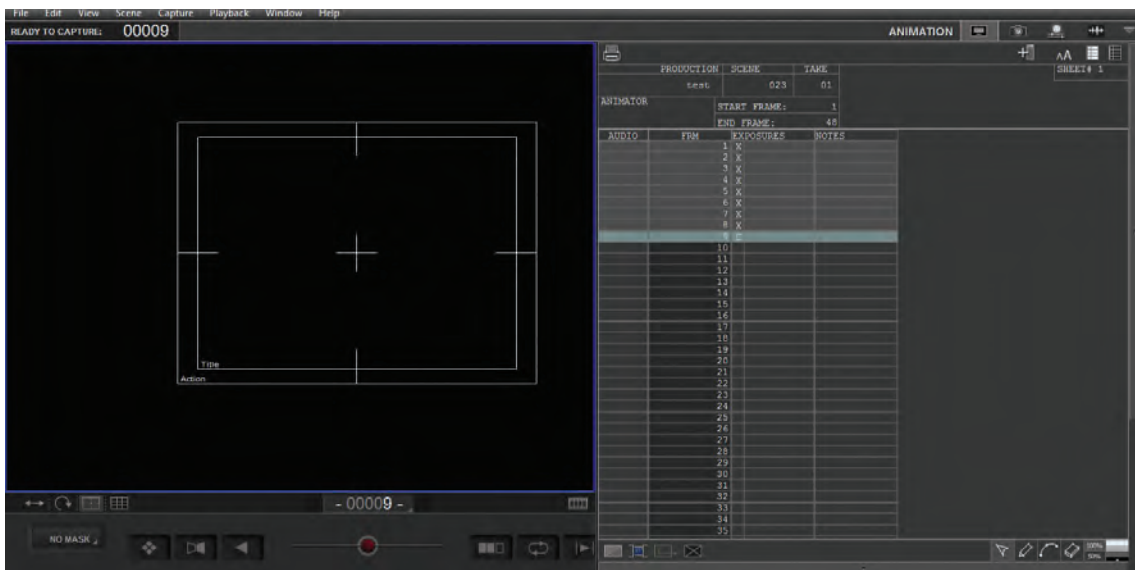 File Edit View Scene Capture Playback Window Help
READY TO CAPTURE: 00009
ANIMATION
AA
PRODUCTION SCENE TAKE SHEET# 1
test 023 01
ANIMATOR
START FRAME: 1
END FRAME: 48
AUDIO FRM EXPOSURES NOTES
1 X
2 X
3 X
4 X
5 X
6 X
7 X
8 X
9
10
11
12
13
14
15
16
17
18
19
20
21
22
23
24
25
26
27
28
29
30
31
32
33
34
35
Title
Action
- 00009 -
NO MASK
100%
50%